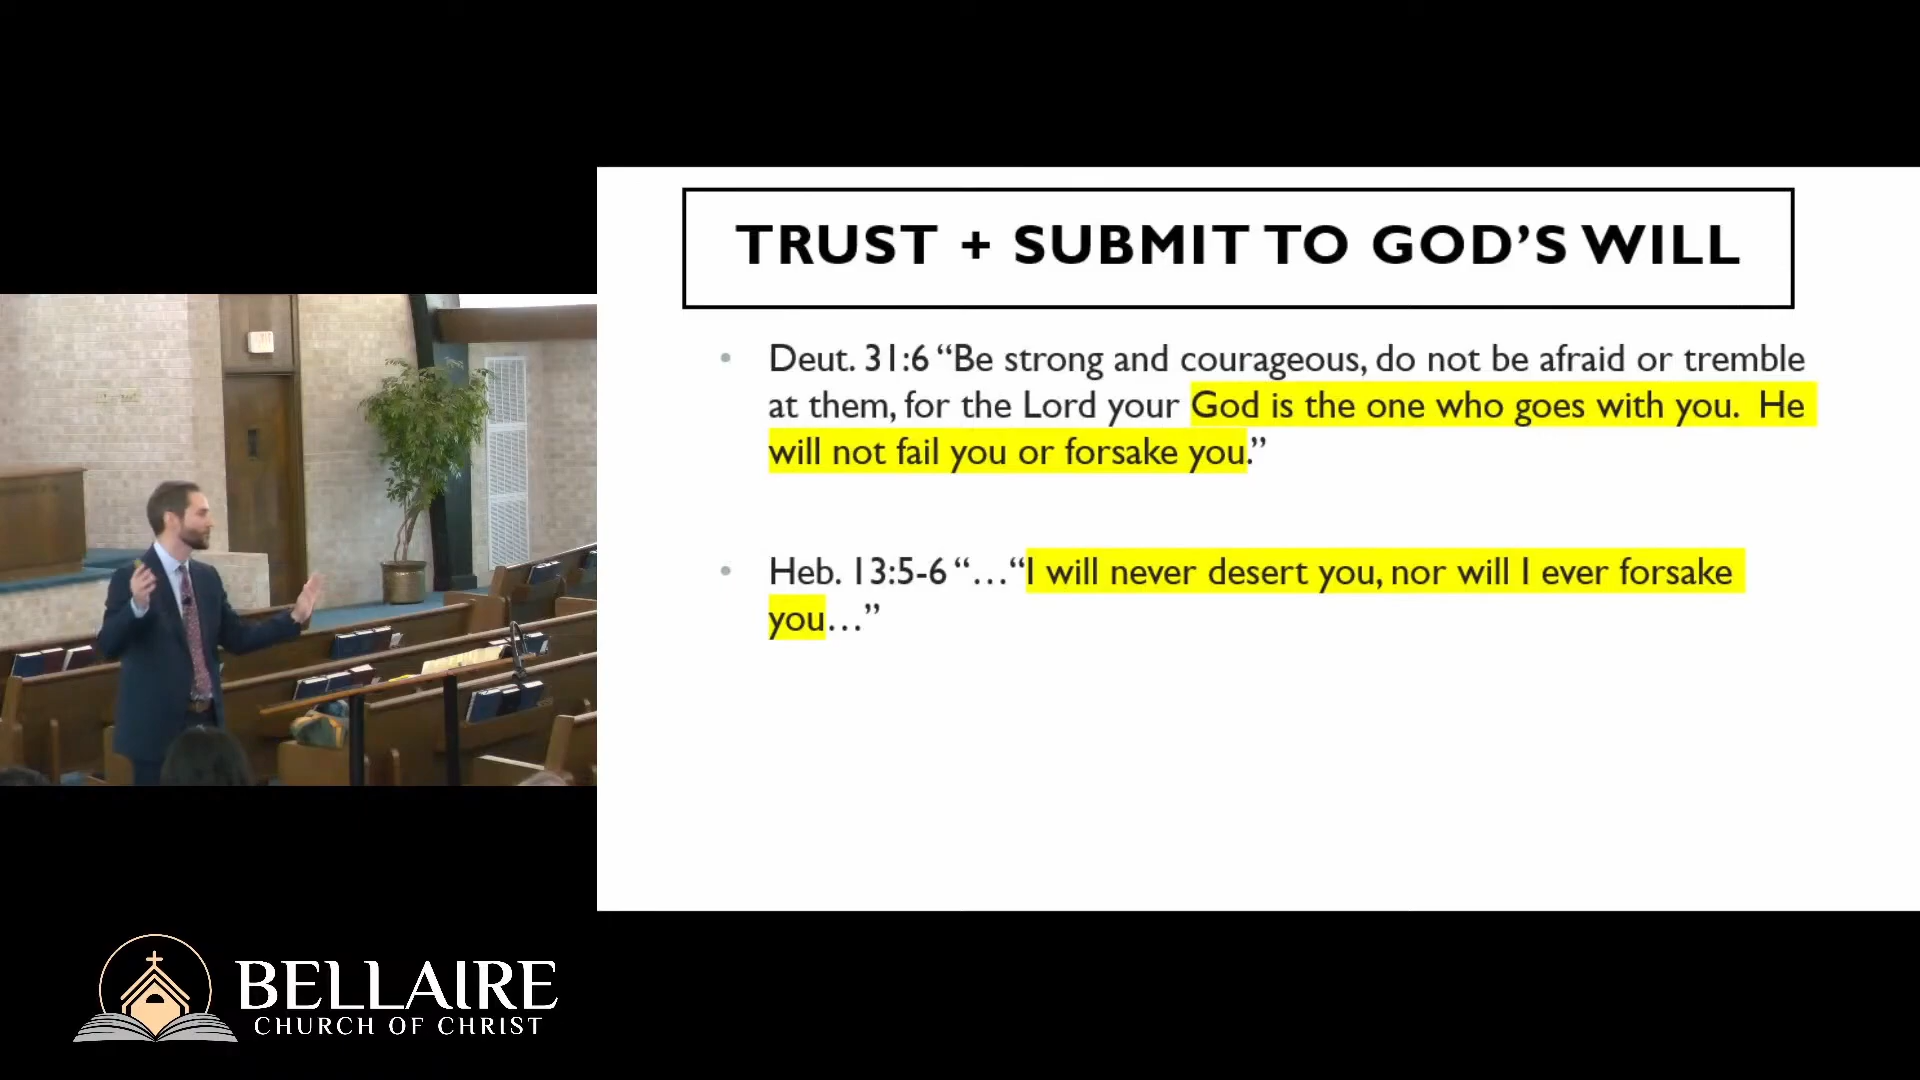 TRUST + SUBMIT TO GOD’S WILL
• Deut. 31:6 “Be strong and courageous, do not be afraid or tremble
at them, for the Lord your God is the one who goes with you.  He
will not fail you or forsake you.”
• Heb. 13:5-6 “…“I will never desert you, nor will I ever forsake
you…”
BELLAIRE
CHURCH OF CHRIST